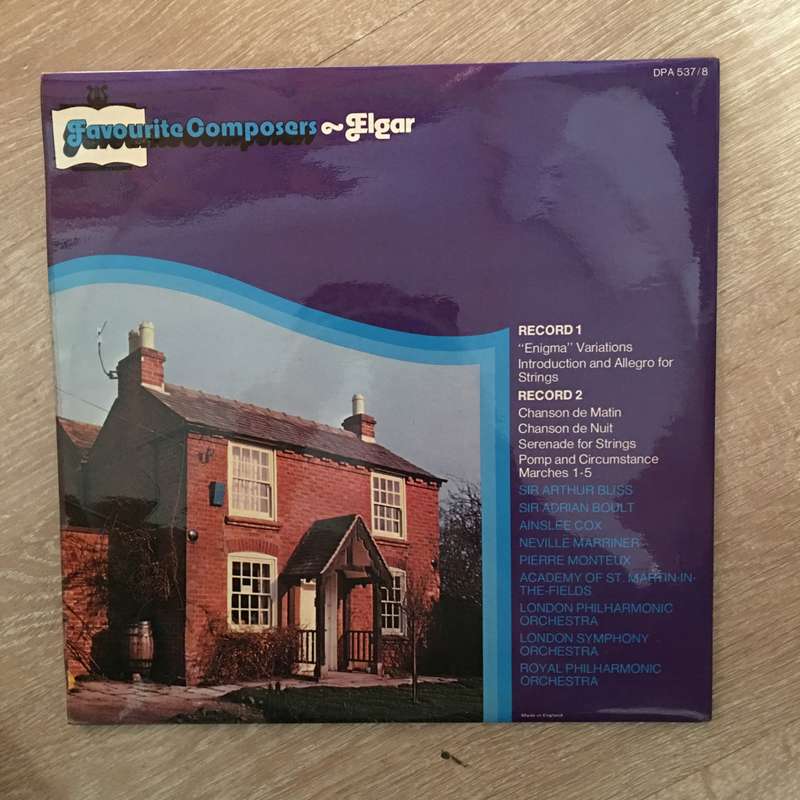 DPA 537/8
Favourite Composers ~ Elgar
RECORD 1
"Enigma" Variations
Introduction and Allegro for
Strings
RECORD 2
Chanson de Matin
Chanson de Nuit
Serenade for Strings
Pomp and Circumstance
Marches 1-5
SIR ARTHUR BLISS
SIR ADRIAN BOULT
AINSLEE COX
NEVILLE MARRINER
PIERRE MONTEUX
ACADEMY OF ST. MARTIN-IN-
THE-FIELDS
LONDON PHILHARMONIC
ORCHESTRA
LONDON SYMPHONY
ORCHESTRA
ROYAL PHILHARMONIC
ORCHESTRA
Made in England